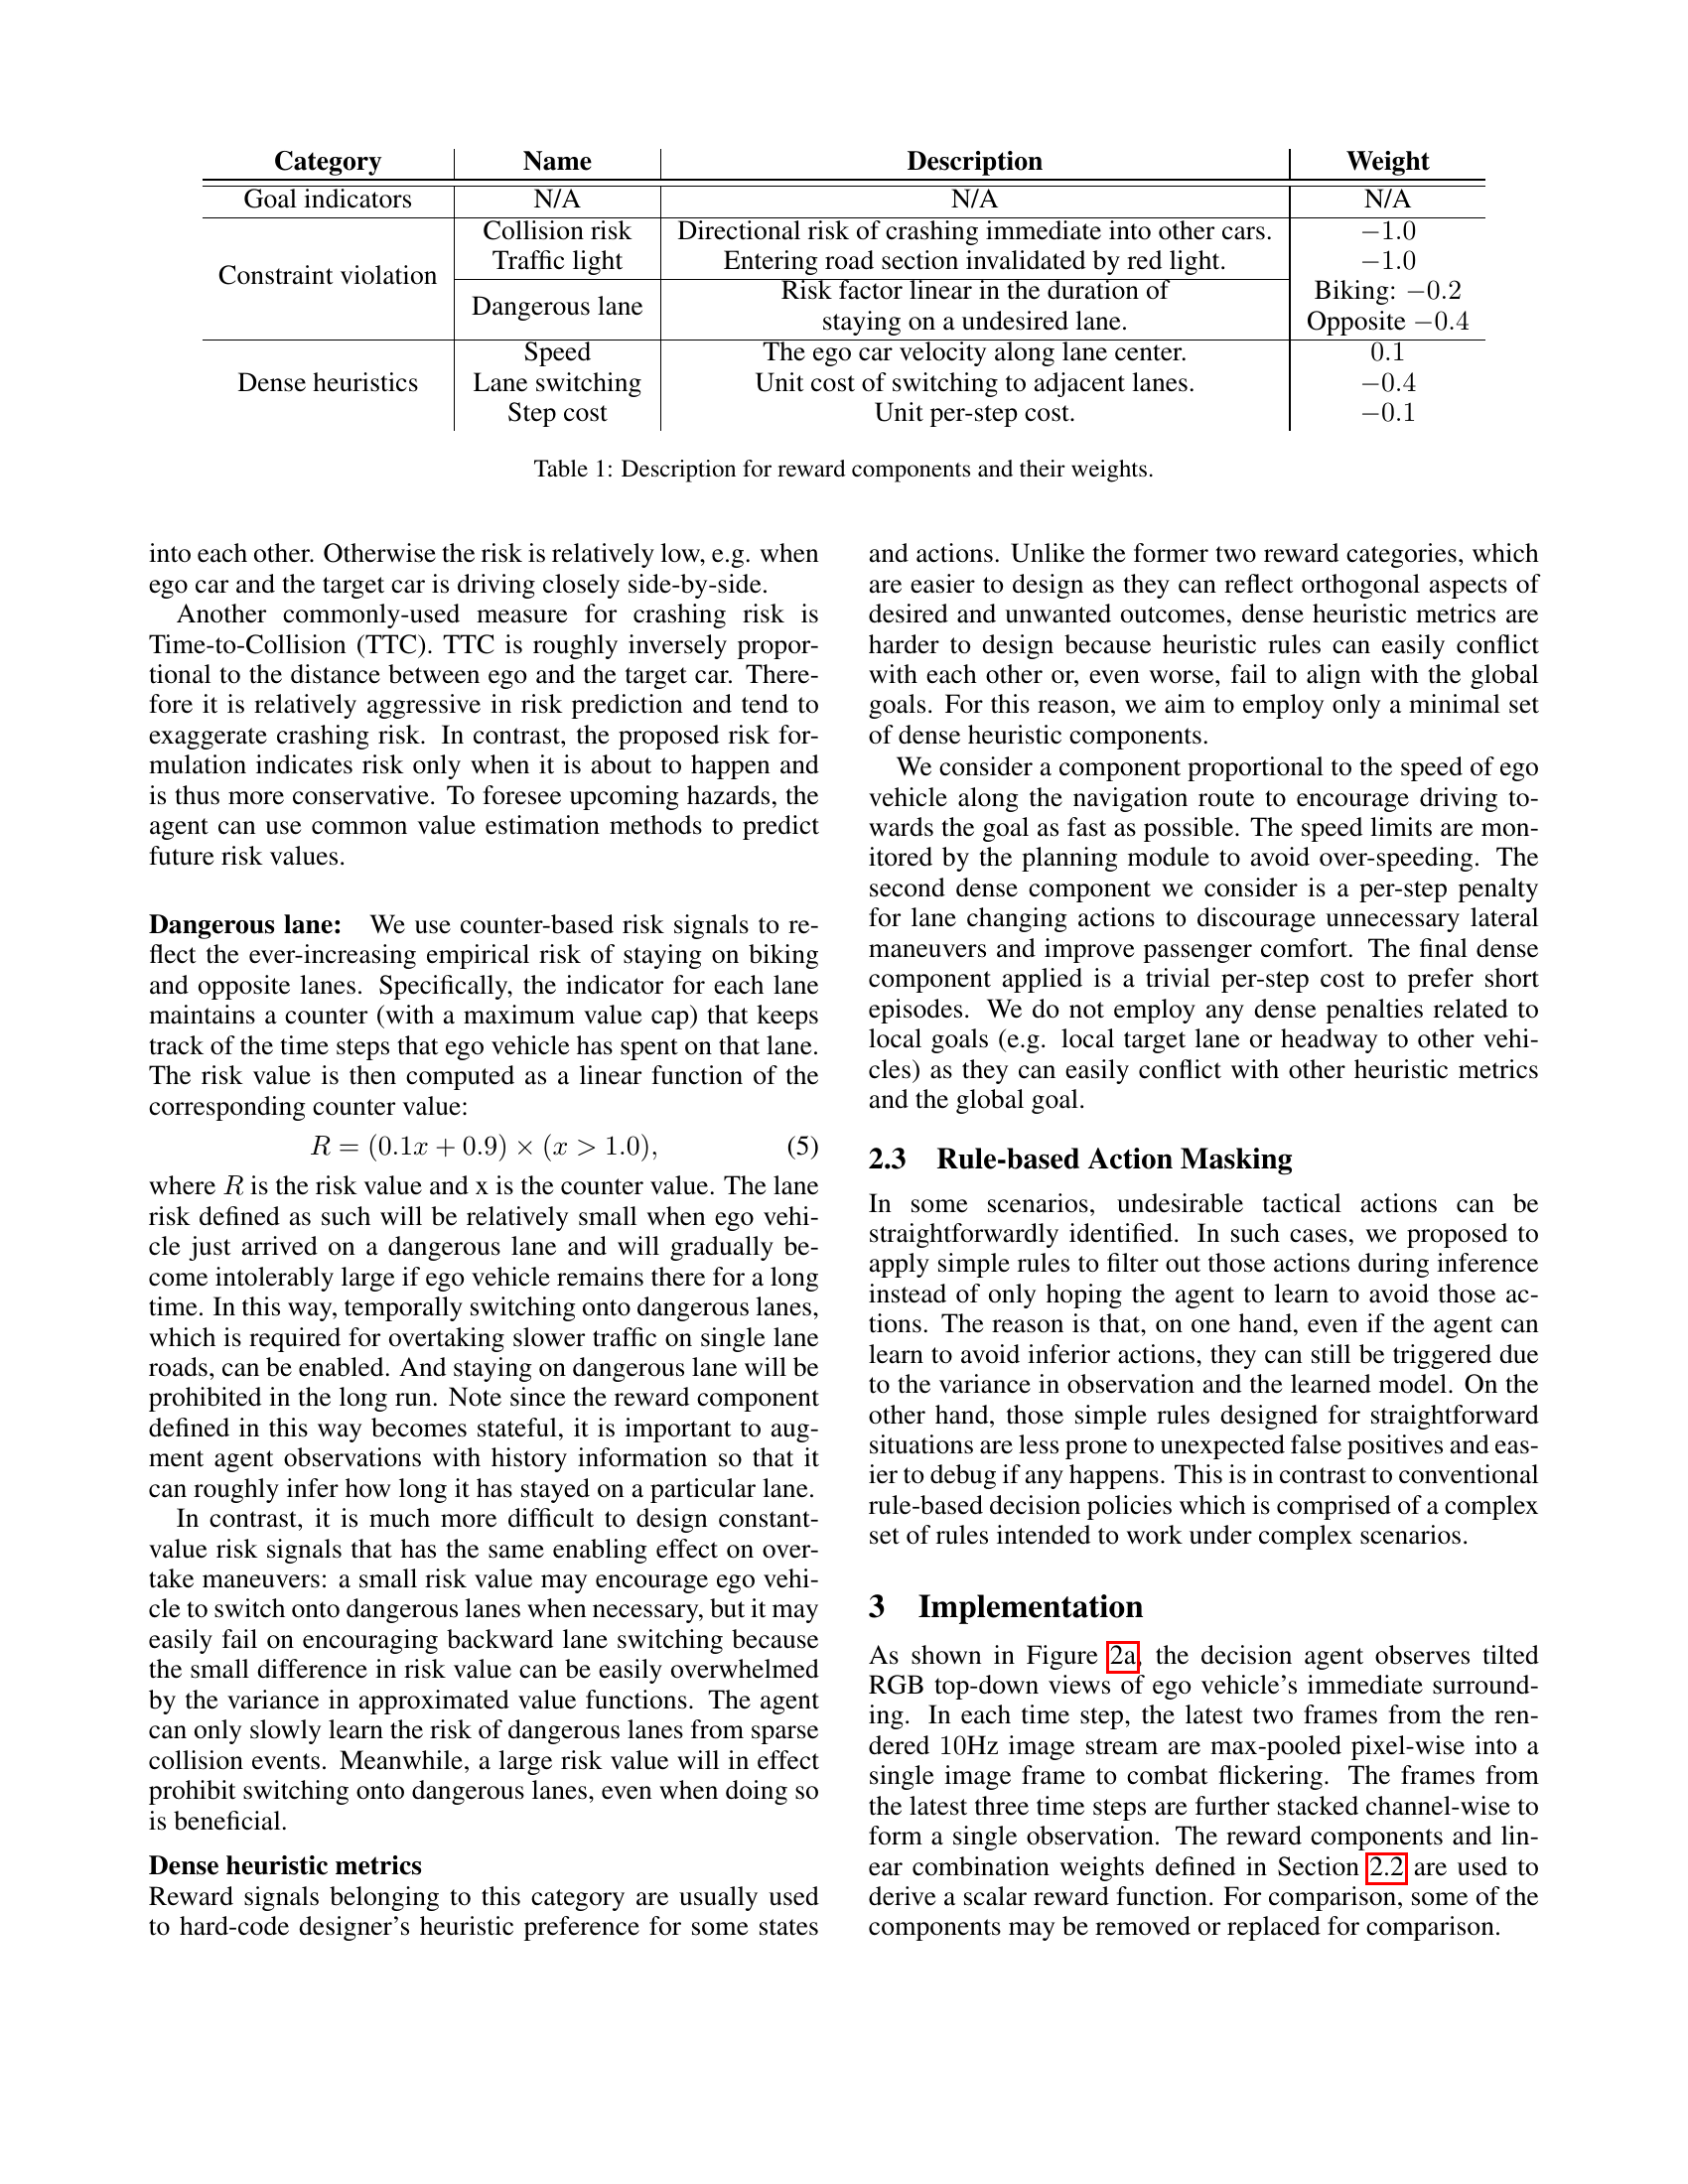 Category Name Description Weight
Goal indicators N/A N/A N/A
Collision risk Directional risk of crashing immediate into other cars. −1.0
Traffic light Entering road section invalidated by red light. −1.0
Constraint violation
Dangerous lane Risk factor linear in the duration of Biking: −0.2
staying on a undesired lane. Opposite −0.4
Speed The ego car velocity along lane center. 0.1
Dense heuristics Lane switching Unit cost of switching to adjacent lanes. −0.4
Step cost Unit per-step cost. −0.1
Table 1: Description for reward components and their weights.
into each other. Otherwise the risk is relatively low, e.g. when
ego car and the target car is driving closely side-by-side.
Another commonly-used measure for crashing risk is
Time-to-Collision (TTC). TTC is roughly inversely propor-
tional to the distance between ego and the target car. There-
fore it is relatively aggressive in risk prediction and tend to
exaggerate crashing risk. In contrast, the proposed risk for-
mulation indicates risk only when it is about to happen and
is thus more conservative. To foresee upcoming hazards, the
agent can use common value estimation methods to predict
future risk values.
Dangerous lane: We use counter-based risk signals to re-
flect the ever-increasing empirical risk of staying on biking
and opposite lanes. Specifically, the indicator for each lane
maintains a counter (with a maximum value cap) that keeps
track of the time steps that ego vehicle has spent on that lane.
The risk value is then computed as a linear function of the
corresponding counter value:
R = (0.1x + 0.9) × (x > 1.0), (5)
where R is the risk value and x is the counter value. The lane
risk defined as such will be relatively small when ego vehi-
cle just arrived on a dangerous lane and will gradually be-
come intolerably large if ego vehicle remains there for a long
time. In this way, temporally switching onto dangerous lanes,
which is required for overtaking slower traffic on single lane
roads, can be enabled. And staying on dangerous lane will be
prohibited in the long run. Note since the reward component
defined in this way becomes stateful, it is important to aug-
ment agent observations with history information so that it
can roughly infer how long it has stayed on a particular lane.
In contrast, it is much more difficult to design constant-
value risk signals that has the same enabling effect on over-
take maneuvers: a small risk value may encourage ego vehi-
cle to switch onto dangerous lanes when necessary, but it may
easily fail on encouraging backward lane switching because
the small difference in risk value can be easily overwhelmed
by the variance in approximated value functions. The agent
can only slowly learn the risk of dangerous lanes from sparse
collision events. Meanwhile, a large risk value will in effect
prohibit switching onto dangerous lanes, even when doing so
is beneficial.
Dense heuristic metrics
Reward signals belonging to this category are usually used
to hard-code designer's heuristic preference for some states
and actions. Unlike the former two reward categories, which
are easier to design as they can reflect orthogonal aspects of
desired and unwanted outcomes, dense heuristic metrics are
harder to design because heuristic rules can easily conflict
with each other or, even worse, fail to align with the global
goals. For this reason, we aim to employ only a minimal set
of dense heuristic components.
We consider a component proportional to the speed of ego
vehicle along the navigation route to encourage driving to-
wards the goal as fast as possible. The speed limits are mon-
itored by the planning module to avoid over-speeding. The
second dense component we consider is a per-step penalty
for lane changing actions to discourage unnecessary lateral
maneuvers and improve passenger comfort. The final dense
component applied is a trivial per-step cost to prefer short
episodes. We do not employ any dense penalties related to
local goals (e.g. local target lane or headway to other vehi-
cles) as they can easily conflict with other heuristic metrics
and the global goal.
2.3 Rule-based Action Masking
In some scenarios, undesirable tactical actions can be
straightforwardly identified. In such cases, we proposed to
apply simple rules to filter out those actions during inference
instead of only hoping the agent to learn to avoid those ac-
tions. The reason is that, on one hand, even if the agent can
learn to avoid inferior actions, they can still be triggered due
to the variance in observation and the learned model. On the
other hand, those simple rules designed for straightforward
situations are less prone to unexpected false positives and eas-
ier to debug if any happens. This is in contrast to conventional
rule-based decision policies which is comprised of a complex
set of rules intended to work under complex scenarios.
3 Implementation
As shown in Figure 2a, the decision agent observes tilted
RGB top-down views of ego vehicle's immediate surround-
ing. In each time step, the latest two frames from the ren-
dered 10Hz image stream are max-pooled pixel-wise into a
single image frame to combat flickering. The frames from
the latest three time steps are further stacked channel-wise to
form a single observation. The reward components and lin-
ear combination weights defined in Section 2.2 are used to
derive a scalar reward function. For comparison, some of the
components may be removed or replaced for comparison.